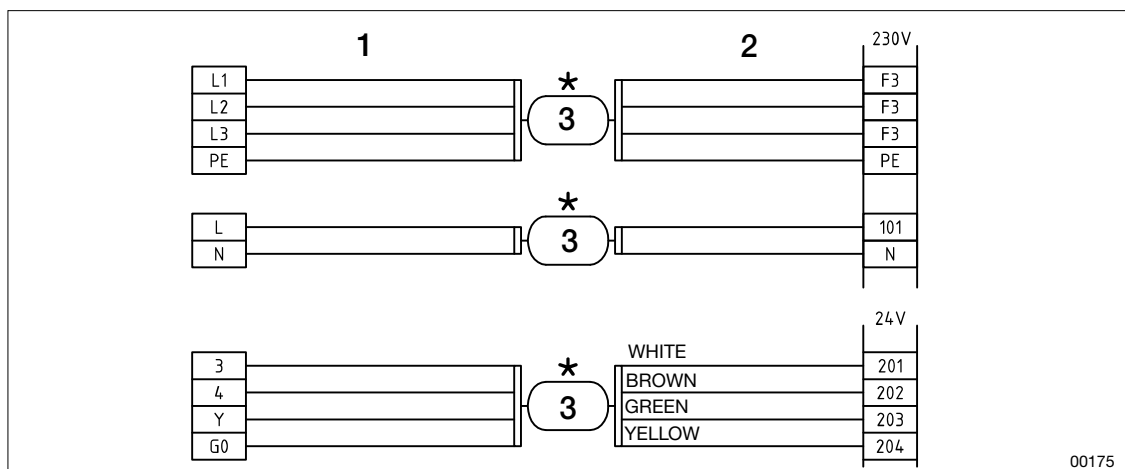 1 2 230V
L1 * F3
L2 3 F3
L3 F3
PE PE
L * 101
N 3 N
24V
3 * WHITE 201
4 3 BROWN 202
Y GREEN 203
G0 YELLOW 204
00175